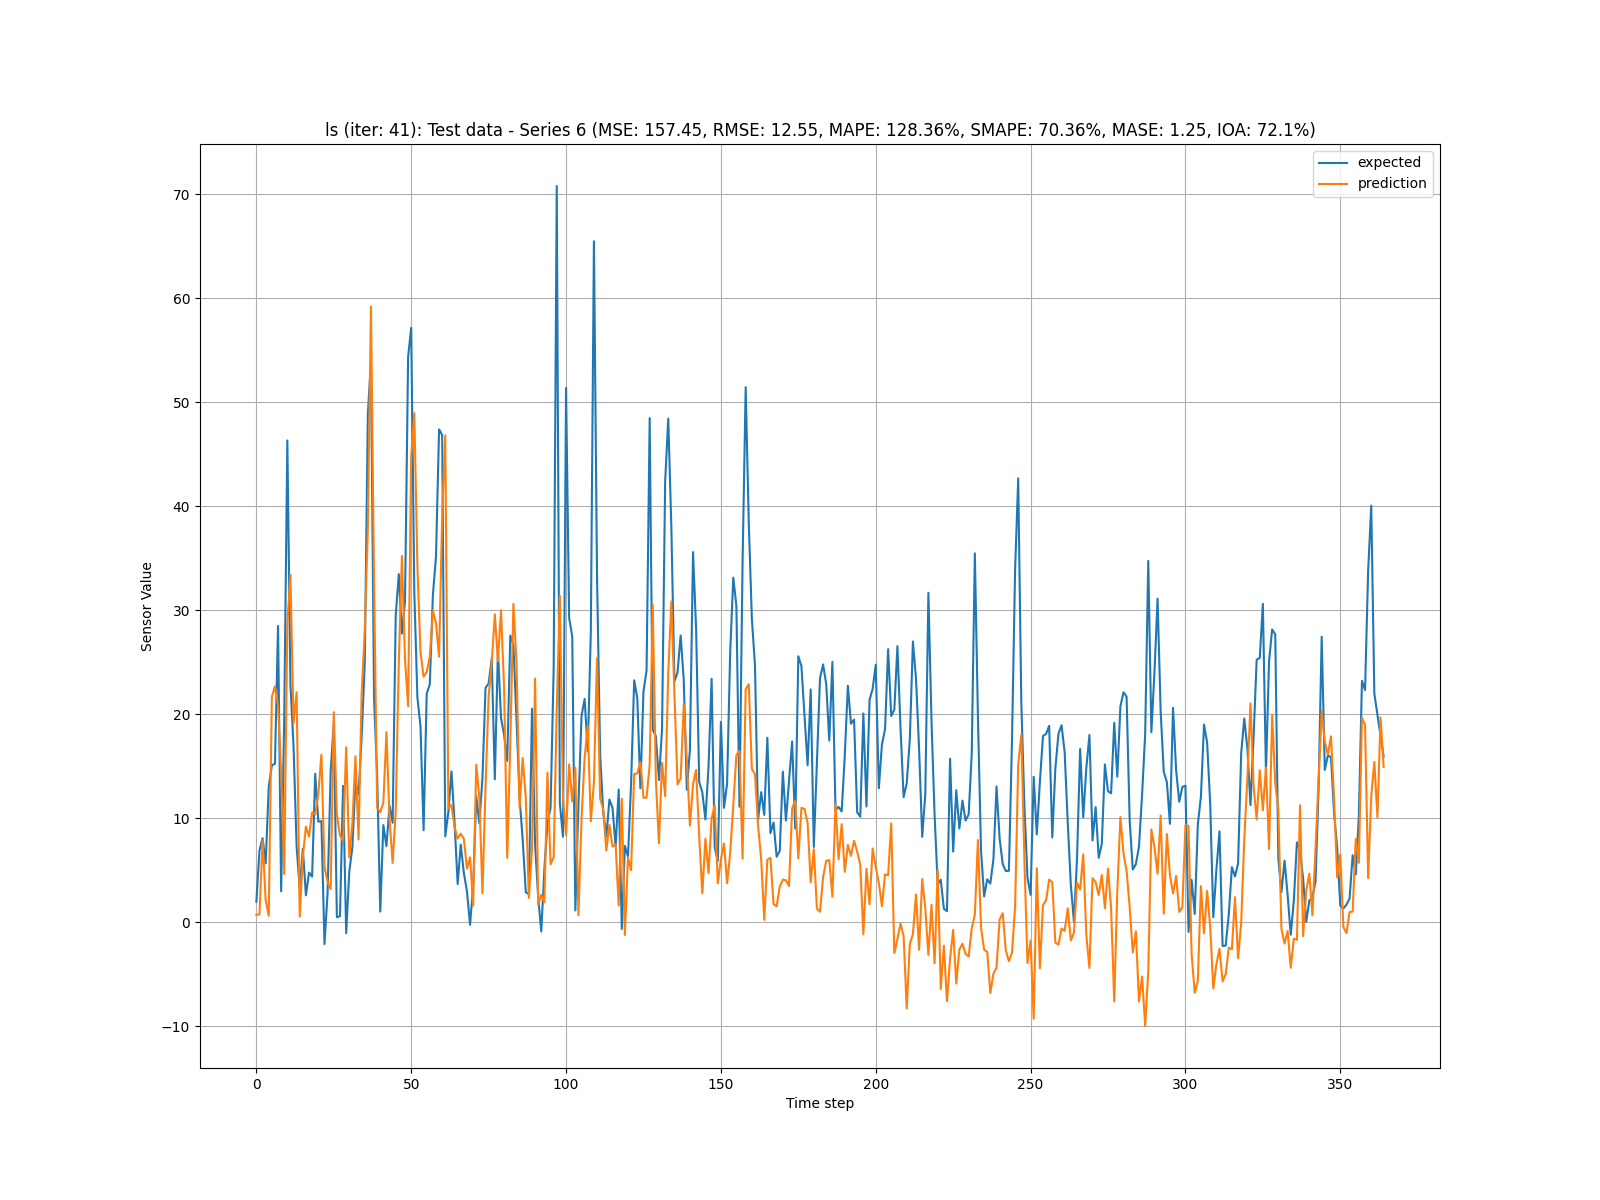 ls (iter: 41): Test data - Series 6 (MSE: 157.45, RMSE: 12.55, MAPE: 128.36%, SMAPE: 70.36%, MASE: 1.25, IOA: 72.1%)
expected
prediction
70
60
50
40
30
20
10
0
−10
Sensor Value
0 50 100 150 200 250 300 350
Time step